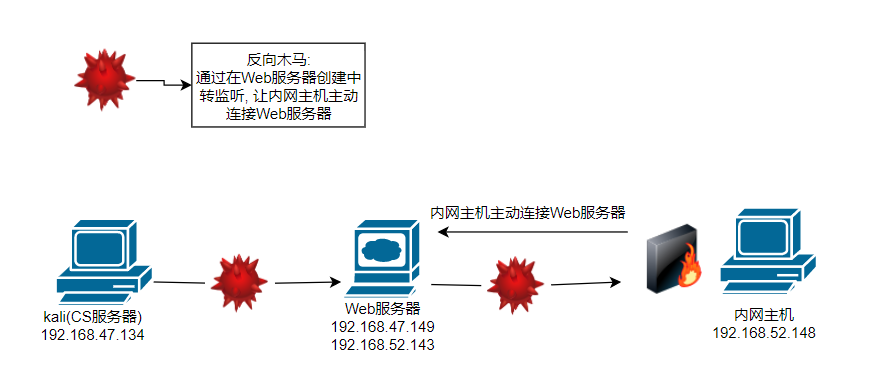 反向木马:
通过在Web服务器创建中
转监听, 让内网主机主动
连接Web服务器
内网主机主动连接Web服务器
kali(CS服务器)
192.168.47.134
Web服务器
192.168.47.149
192.168.52.143
内网主机
192.168.52.148